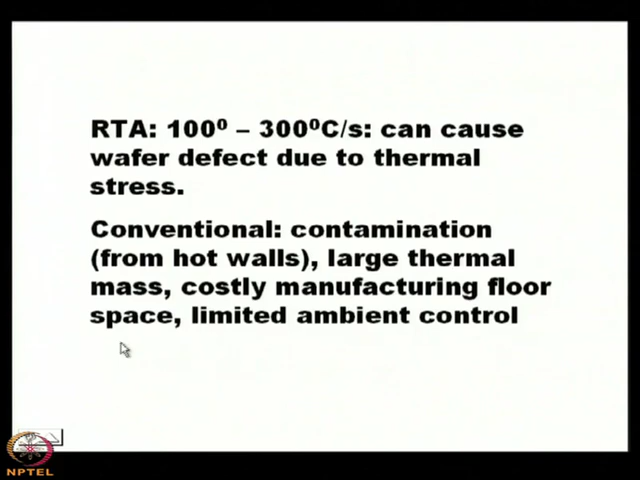 RTA: 100⁰ – 300⁰C/s: can cause
wafer defect due to thermal
stress.
Conventional: contamination
(from hot walls), large thermal
mass, costly manufacturing floor
space, limited ambient control
NPTEL